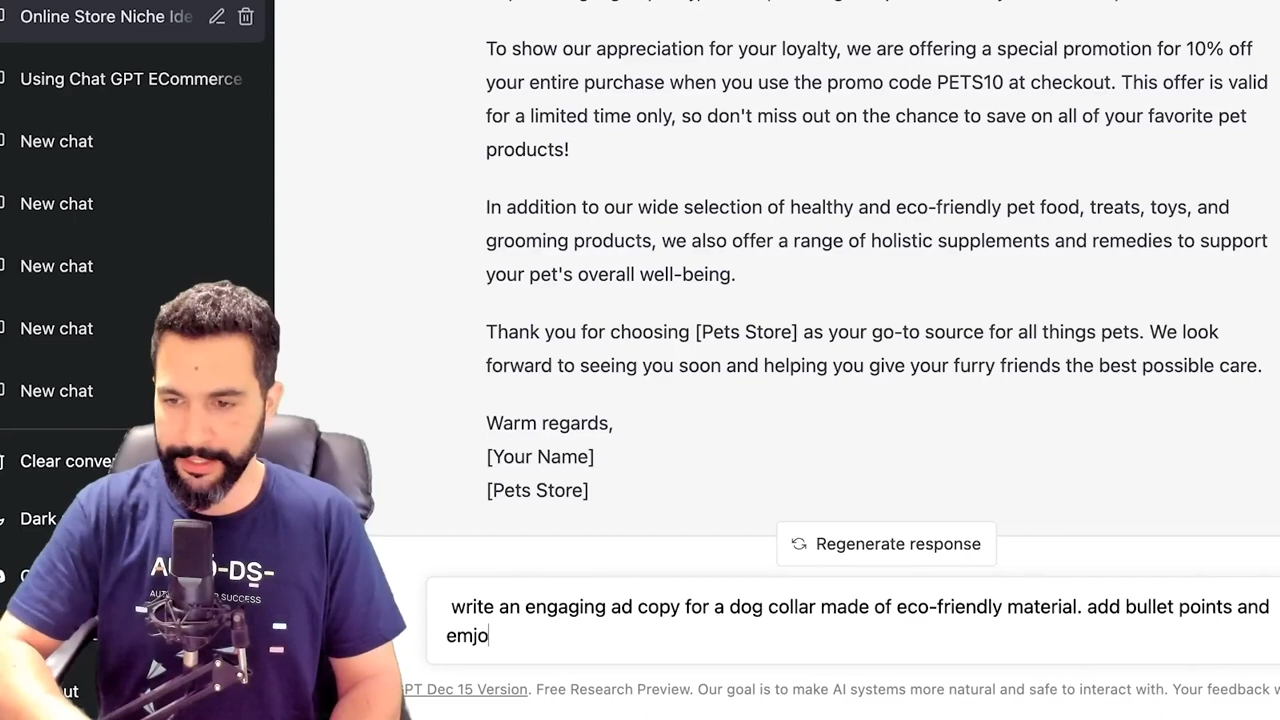 Online Store Niche Ide
Using Chat GPT ECommerce
New chat
New chat
New chat
New chat
New chat
Clear conve
Dark
To show our appreciation for your loyalty, we are offering a special promotion for 10% off
your entire purchase when you use the promo code PETS10 at checkout. This offer is valid
for a limited time only, so don't miss out on the chance to save on all of your favorite pet
products!
In addition to our wide selection of healthy and eco-friendly pet food, treats, toys, and
grooming products, we also offer a range of holistic supplements and remedies to support
your pet's overall well-being.
Thank you for choosing [Pets Store] as your go-to source for all things pets. We look
forward to seeing you soon and helping you give your furry friends the best possible care.
Warm regards,
[Your Name]
[Pets Store]
Regenerate response
write an engaging ad copy for a dog collar made of eco-friendly material. add bullet points and
emjo
PT Dec 15 Version. Free Research Preview. Our goal is to make AI systems more natural and safe to interact with. Your feedback
-DS-
SUCCESS
ut